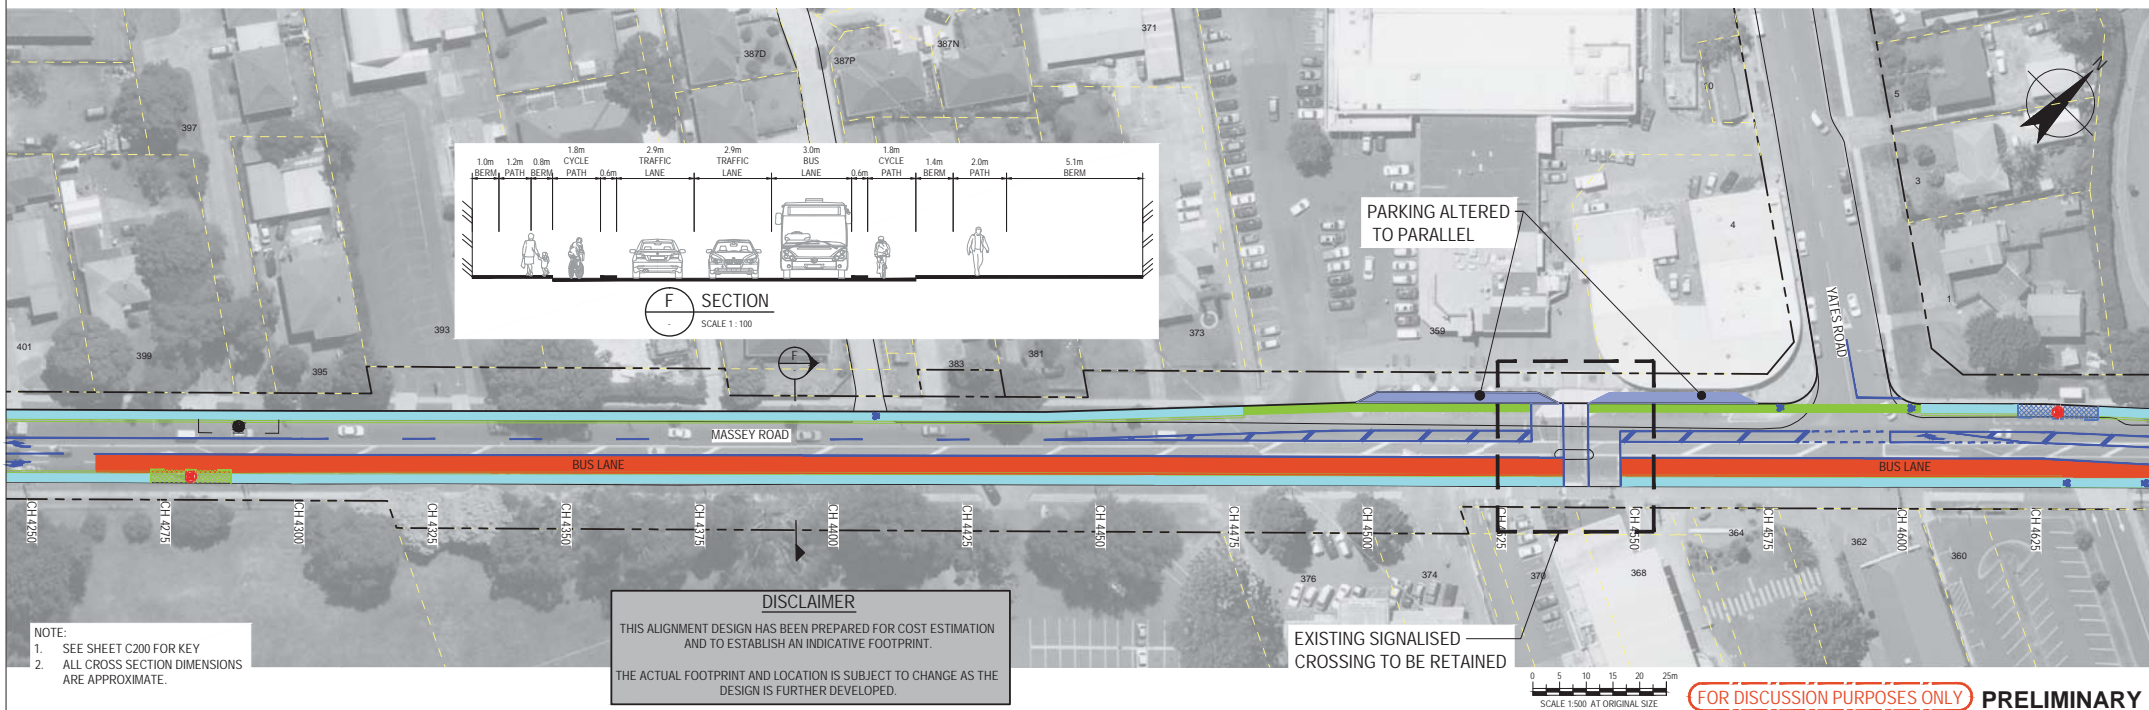 371
387D
387N
387P
397
10
5
N
3
1.0m
BERM
1.2m
PATH
0.8m
BERM
1.8m
CYCLE
PATH
0.6m
2.9m
TRAFFIC
LANE
2.9m
TRAFFIC
LANE
3.0m
BUS
LANE
0.6m
1.8m
CYCLE
PATH
1.4m
BERM
2.0m
PATH
5.1m
BERM
F
-
SECTION
SCALE 1 : 100
PARKING ALTERED
TO PARALLEL
4
1
YATES ROAD
401
399
395
393
F
383
381
373
359
MASSEY ROAD
BUS LANE
BUS LANE
CH 4250
CH 4275
CH 4300
CH 4325
CH 4350
CH 4375
CH 4400
CH 4425
CH 4450
CH 4475
CH 4500
CH 4525
CH 4550
CH 4575
CH 4600
CH 4625
376
374
370
368
364
362
360
NOTE:
1. SEE SHEET C200 FOR KEY
2. ALL CROSS SECTION DIMENSIONS
ARE APPROXIMATE.
DISCLAIMER
THIS ALIGNMENT DESIGN HAS BEEN PREPARED FOR COST ESTIMATION
AND TO ESTABLISH AN INDICATIVE FOOTPRINT.
THE ACTUAL FOOTPRINT AND LOCATION IS SUBJECT TO CHANGE AS THE
DESIGN IS FURTHER DEVELOPED.
EXISTING SIGNALISED
CROSSING TO BE RETAINED
0 5 10 15 20 25m
SCALE 1:500 AT ORIGINAL SIZE
FOR DISCUSSION PURPOSES ONLY
PRELIMINARY